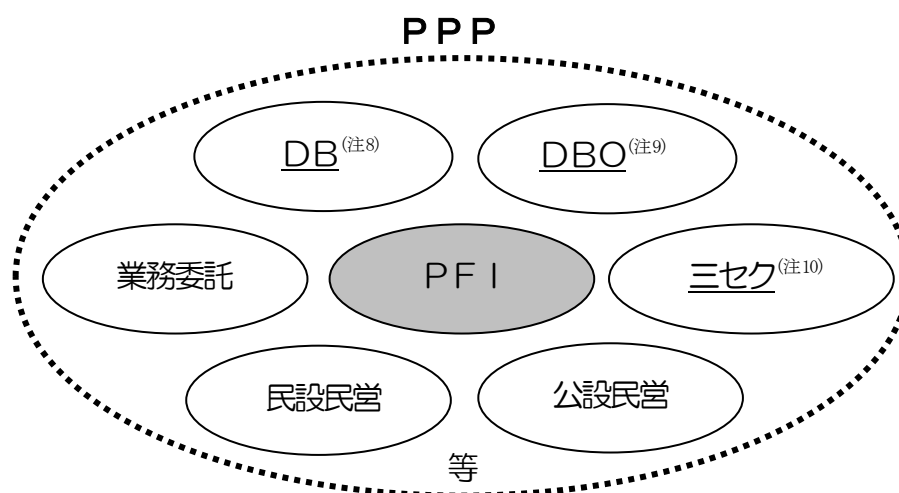 PPP
DB(注8)
DBO(注9)
業務委託
PFI
三セク(注10)
民設民営
公設民営
等